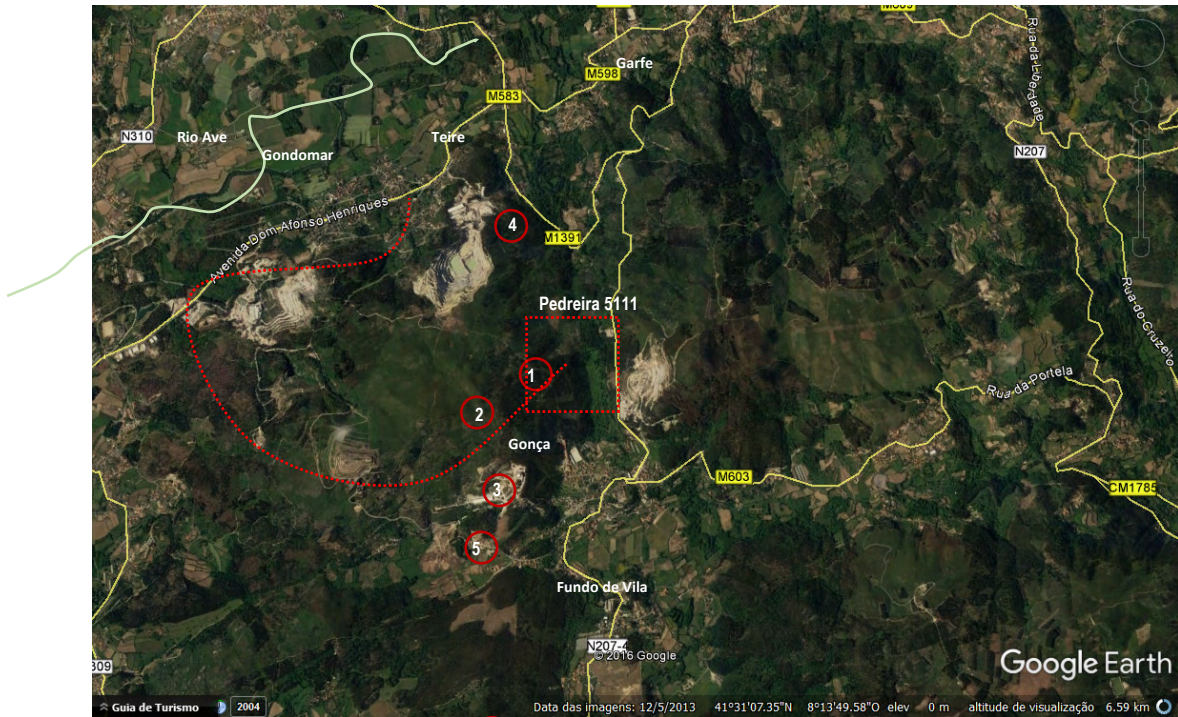 M583
Rua da Liberdade
Garfe
M598
M583
N310
Rio Ave
Teire
Gondomar
N207
Avenida Dom Afonso Henriques
4
M1391
Pedreira 5111
Rua do Cruzeiro
1
Rua da Portela
2
Gonça
M603
3
CM1785
5
Fundo de Vila
N207-4
© 2016 Google
309
Google Earth
Guia de Turismo
2004
Data das imagens: 12/5/2013 41°31'07.35"N 8°13'49.58"O elev 0 m altitude de visualização 6.59 km